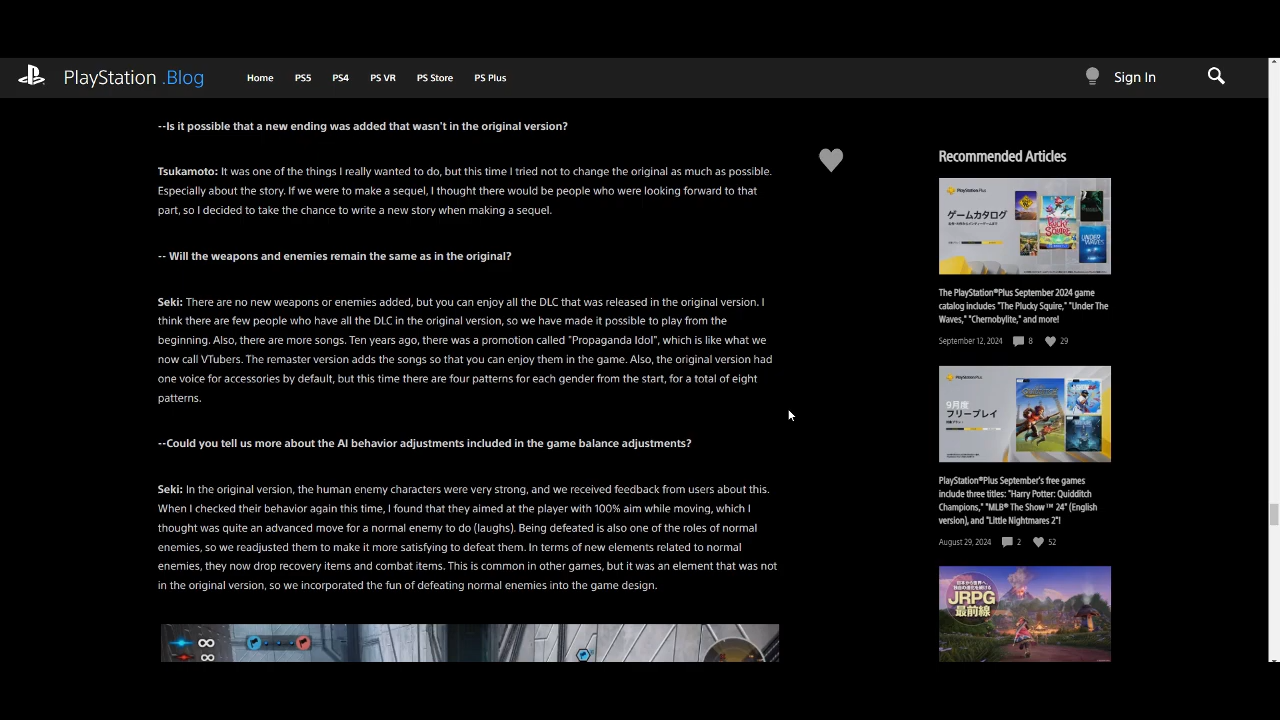 PlayStation .Blog
Home PS5 PS4 PS VR PS Store PS Plus
Sign In
--Is it possible that a new ending was added that wasn't in the original version?
Tsukamoto: It was one of the things I really wanted to do, but this time I tried not to change the original as much as possible.
Especially about the story. If we were to make a sequel, I thought there would be people who were looking forward to that
part, so I decided to take the chance to write a new story when making a sequel.
-- Will the weapons and enemies remain the same as in the original?
Seki: There are no new weapons or enemies added, but you can enjoy all the DLC that was released in the original version. I
think there are few people who have all the DLC in the original version, so we have made it possible to play from the
beginning. Also, there are more songs. Ten years ago, there was a promotion called "Propaganda Idol", which is like what we
now call VTubers. The remaster version adds the songs so that you can enjoy them in the game. Also, the original version had
one voice for accessories by default, but this time there are four patterns for each gender from the start, for a total of eight
patterns.
--Could you tell us more about the AI behavior adjustments included in the game balance adjustments?
Seki: In the original version, the human enemy characters were very strong, and we received feedback from users about this.
When I checked their behavior again this time, I found that they aimed at the player with 100% aim while moving, which I
thought was quite an advanced move for a normal enemy to do (laughs). Being defeated is also one of the roles of normal
enemies, so we readjusted them to make it more satisfying to defeat them. In terms of new elements related to normal
enemies, they now drop recovery items and combat items. This is common in other games, but it was an element that was not
in the original version, so we incorporated the fun of defeating normal enemies into the game design.
Recommended Articles
PlayStation Plus
ゲームカタログ
UNDER THE WAVES
The PlayStation®Plus September 2024 game
catalog includes "The Plucky Squire," "Under The
Waves," "Chernobylite," and more!
September 12, 2024 8 29
PlayStation Plus
9月度
フリープレイ
PlayStation®Plus September's free games
include three titles: "Harry Potter: Quidditch
Champions," "MLB® The Show™ 24" (English
version), and "Little Nightmares 2"!
August 29, 2024 2 52
JRPG
最前線